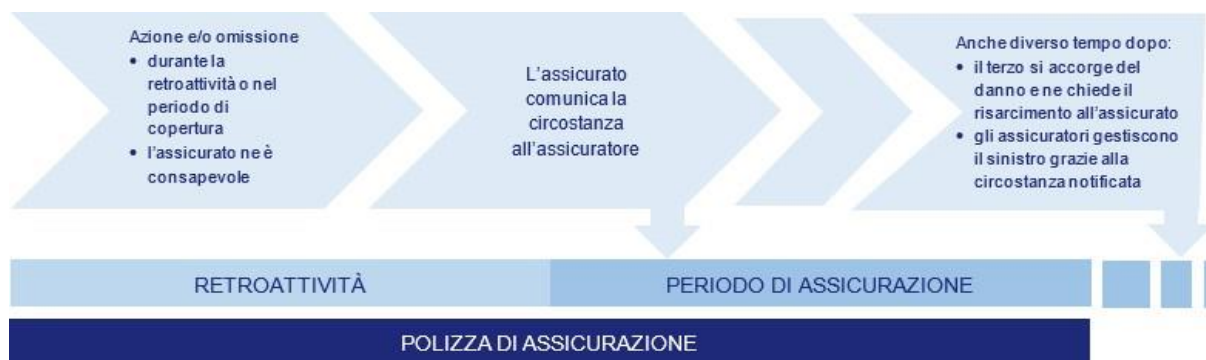 Azione e/o omissione
• durante la
retroattività o nel
periodo di
copertura
• l'assicurato ne è
consapevole
L'assicurato
comunica la
circostanza
all'assicuratore
Anche diverso tempo dopo:
• il terzo si accorge del
danno e ne chiede il
risarcimento all'assicurato
• gli assicuratori gestiscono
il sinistro grazie alla
circostanza notificata
RETROATTIVITÀ
PERIODO DI ASSICURAZIONE
POLIZZA DI ASSICURAZIONE